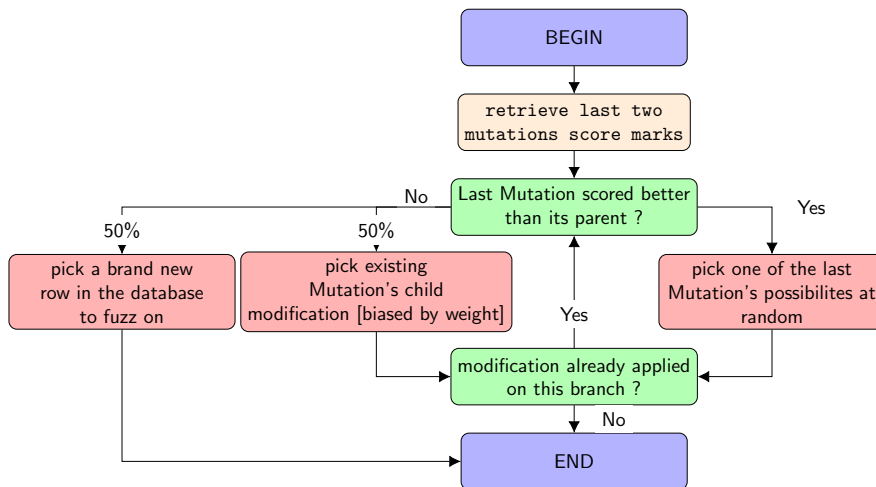 BEGIN
retrieve last two
mutations score marks
Last Mutation scored better
than its parent ?
No
Yes
50%
50%
pick a brand new
row in the database
to fuzz on
pick existing
Mutation's child
modification [biased by weight]
pick one of the last
Mutation's possibilites at
random
Yes
modification already applied
on this branch ?
No
END